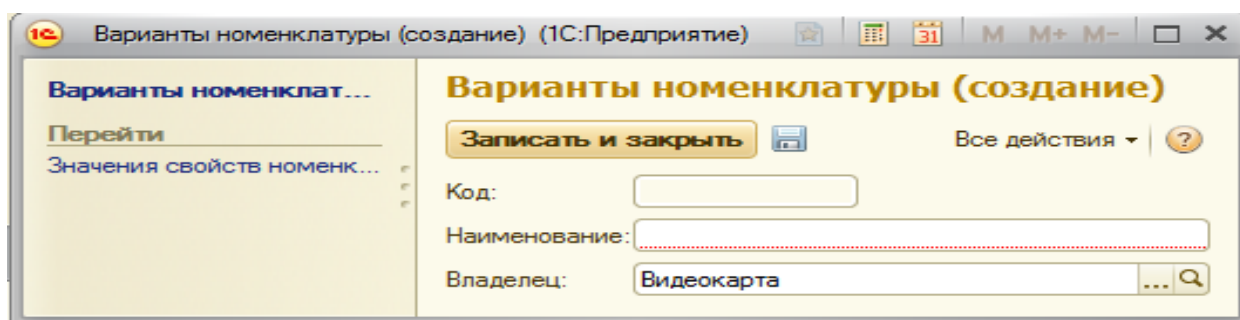 1С Варианты номенклатуры (создание) (1С:Предприятие) 31 M M+ M-
Варианты номенклат...
Перейти
Значения свойств номенк...
Варианты номенклатуры (создание)
Записать и закрыть Все действия ?
Код:
Наименование:
Владелец: Видеокарта ...